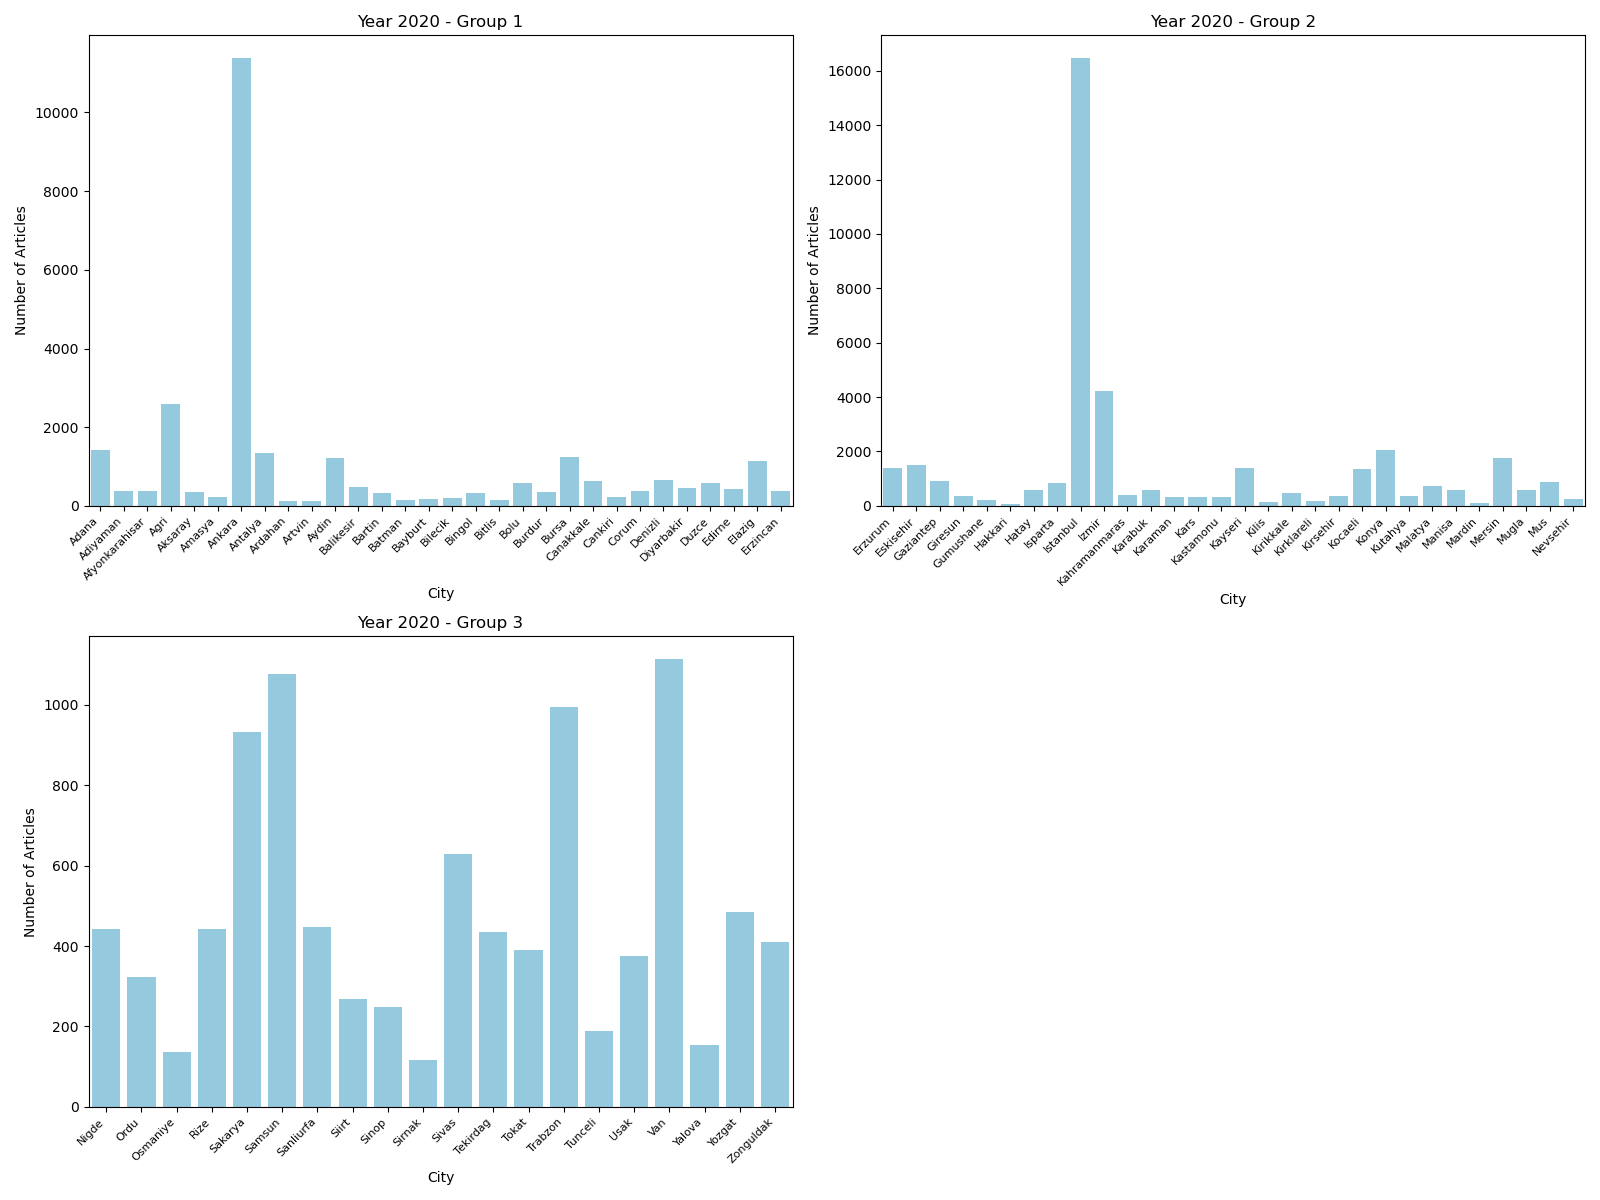 Year 2020 - Group 1
Number of Articles
10000
8000
6000
4000
2000
0
Adana
Adiyaman
Afyonkarahisar
Agri
Aksaray
Amasya
Ankara
Antalya
Ardahan
Artvin
Aydin
Balikesir
Bartin
Batman
Bayburt
Bilecik
Bingol
Bitlis
Bolu
Burdur
Bursa
Canakkale
Cankiri
Corum
Denizli
Diyarbakir
Duzce
Edirne
Elazig
Erzincan
City
Year 2020 - Group 2
Number of Articles
16000
14000
12000
10000
8000
6000
4000
2000
0
Erzurum
Eskisehir
Gaziantep
Giresun
Gumushane
Hakkari
Hatay
Isparta
Istanbul
Izmir
Kahramanmaras
Karabuk
Karaman
Kars
Kastamonu
Kayseri
Kilis
Kirikkale
Kirklareli
Kirsehir
Kocaeli
Konya
Kutahya
Malatya
Manisa
Mardin
Mersin
Mugla
Mus
Nevsehir
City
Year 2020 - Group 3
Number of Articles
1000
800
600
400
200
0
Nigde
Ordu
Osmaniye
Rize
Sakarya
Samsun
Sanliurfa
Siirt
Sinop
Sirnak
Sivas
Tekirdag
Tokat
Trabzon
Tunceli
Usak
Van
Yalova
Yozgat
Zonguldak
City